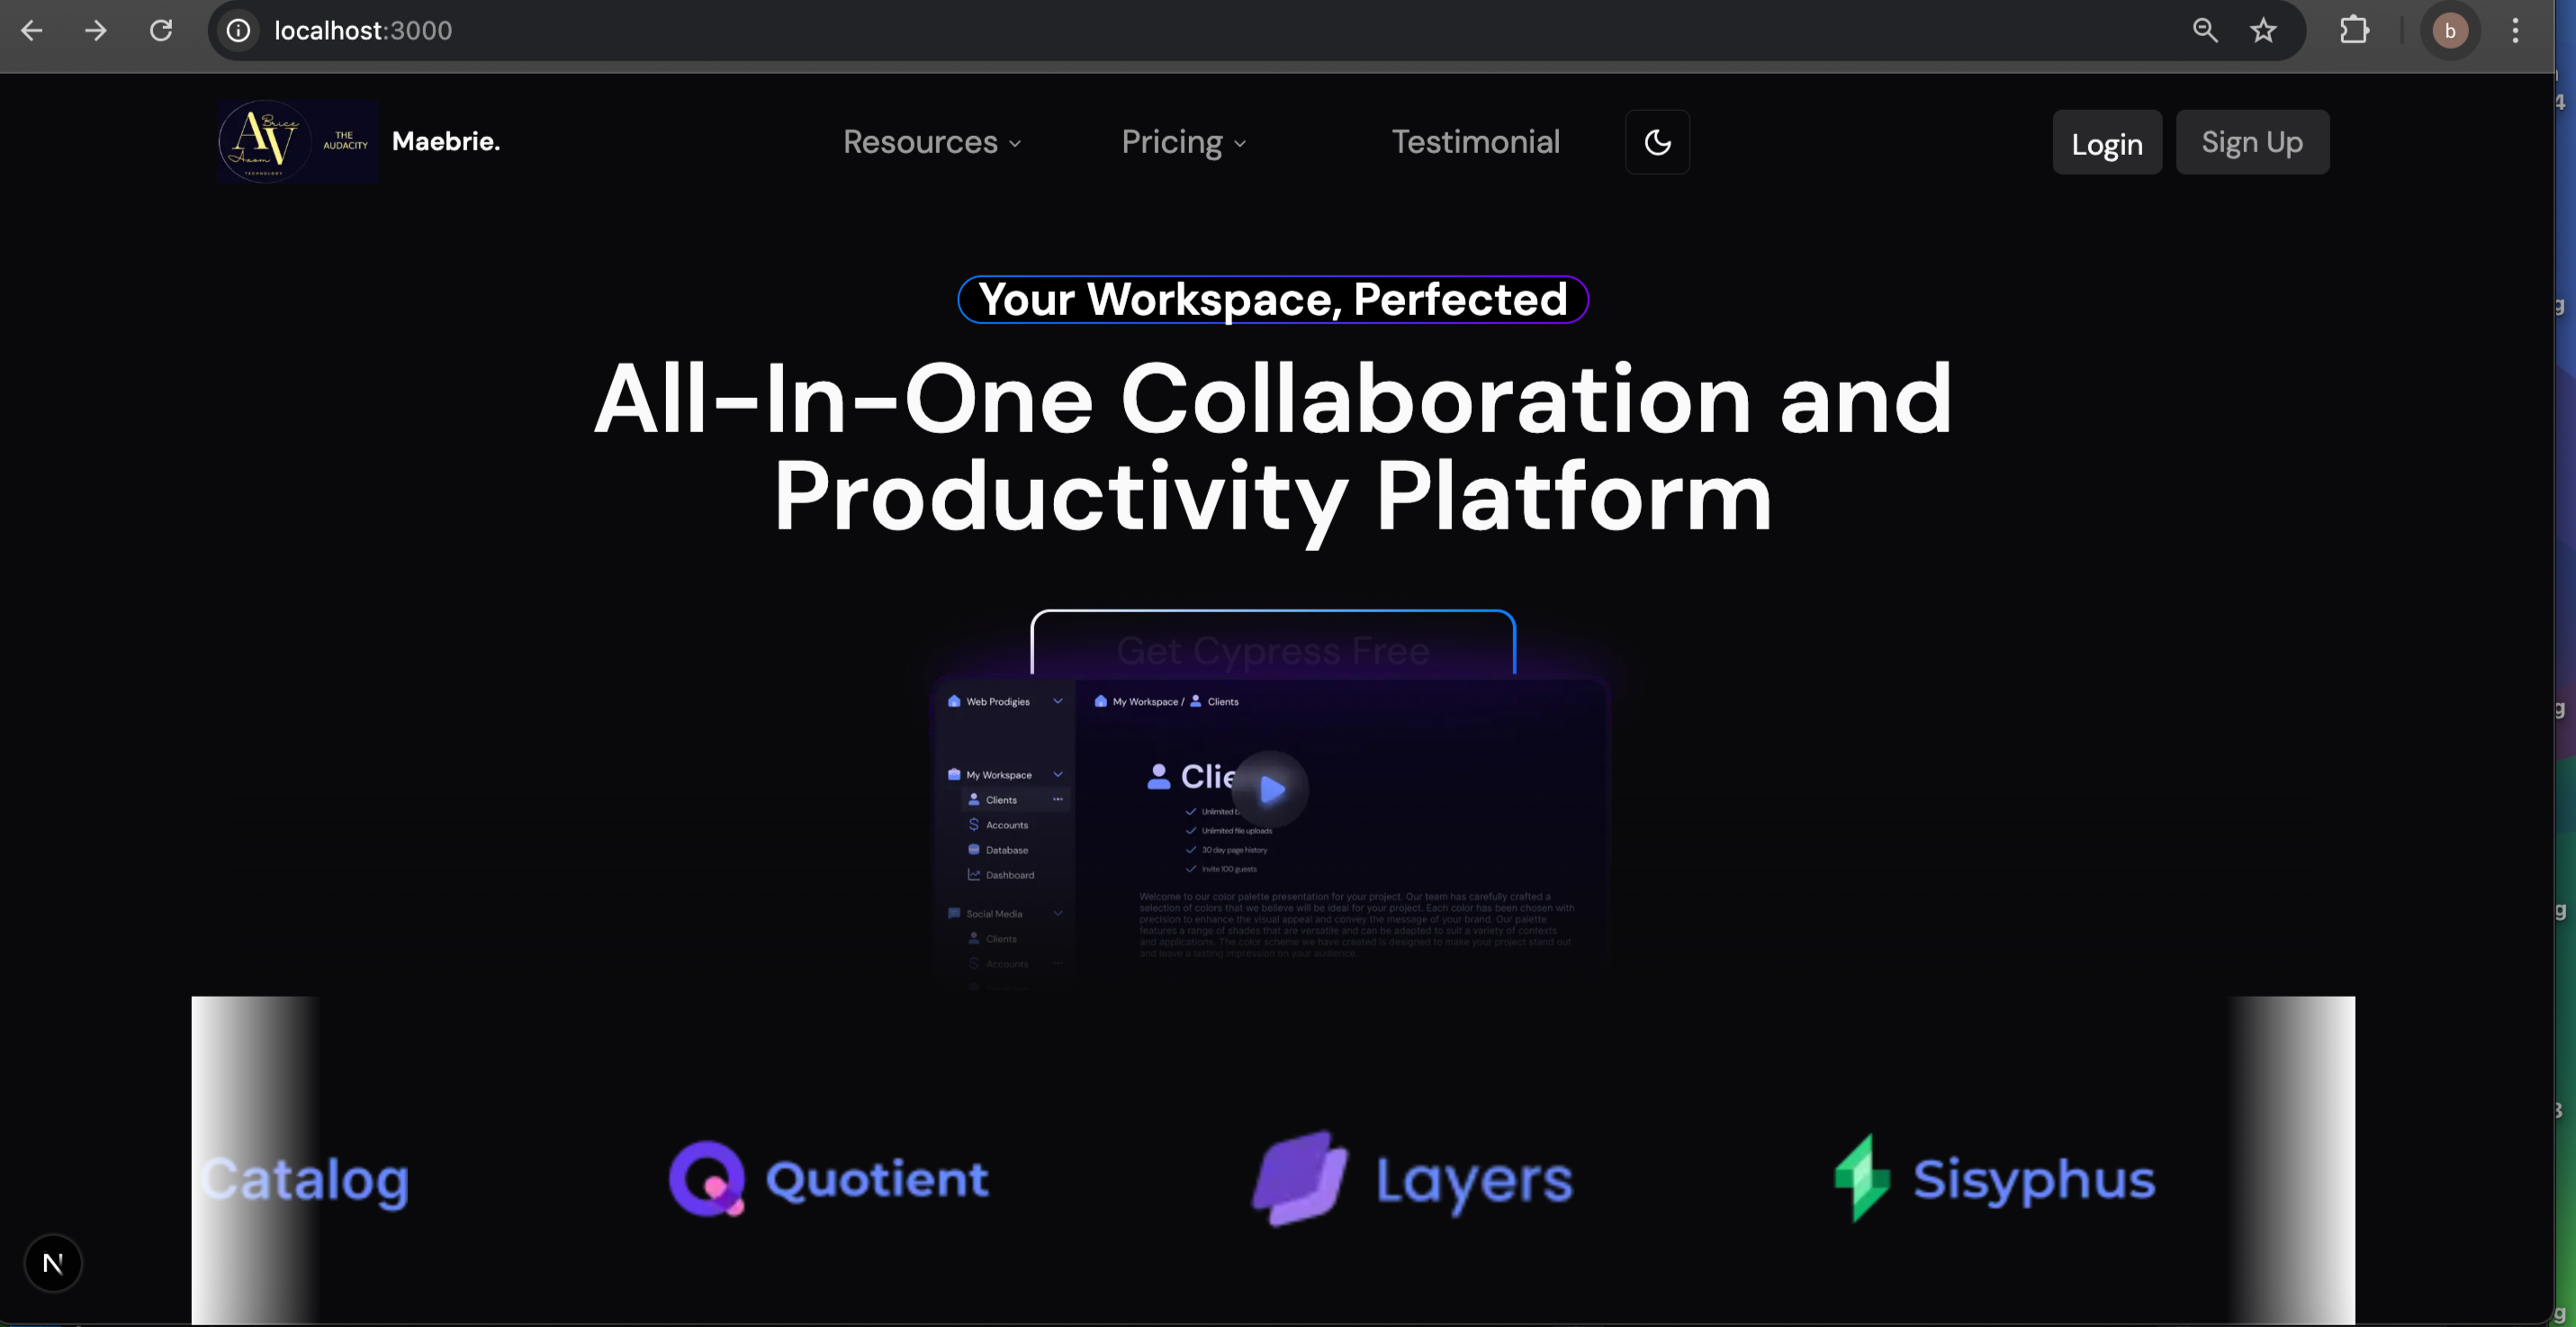 localhost:3000
b
AV
Brice
Azom
TECHNOLOGY
THE
AUDACITY
Maebrie.
Resources
Pricing
Testimonial
Login
Sign Up
Your Workspace, Perfected
All-In-One Collaboration and
Productivity Platform
Get Cypress Free
Web Prodigies
My Workspace / Clients
My Workspace
Clients
Accounts
Database
Dashboard
Social Media
Clients
Accounts
Clie
Unlimited
Unlimited file uploads
30 day page history
Invite 100 guests
Welcome to our color palette presentation for your project. Our team has carefully crafted a
selection of colors that we believe will be ideal for your project. Each color has been chosen with
precision to enhance the visual appeal and convey the message of your brand. Our palette
features a range of shades that are versatile and can be adapted to suit a variety of contexts
and applications. The color scheme we have created is designed to make your project stand out
and leave a lasting impression on your audience.
Catalog
Quotient
Layers
Sisyphus
N